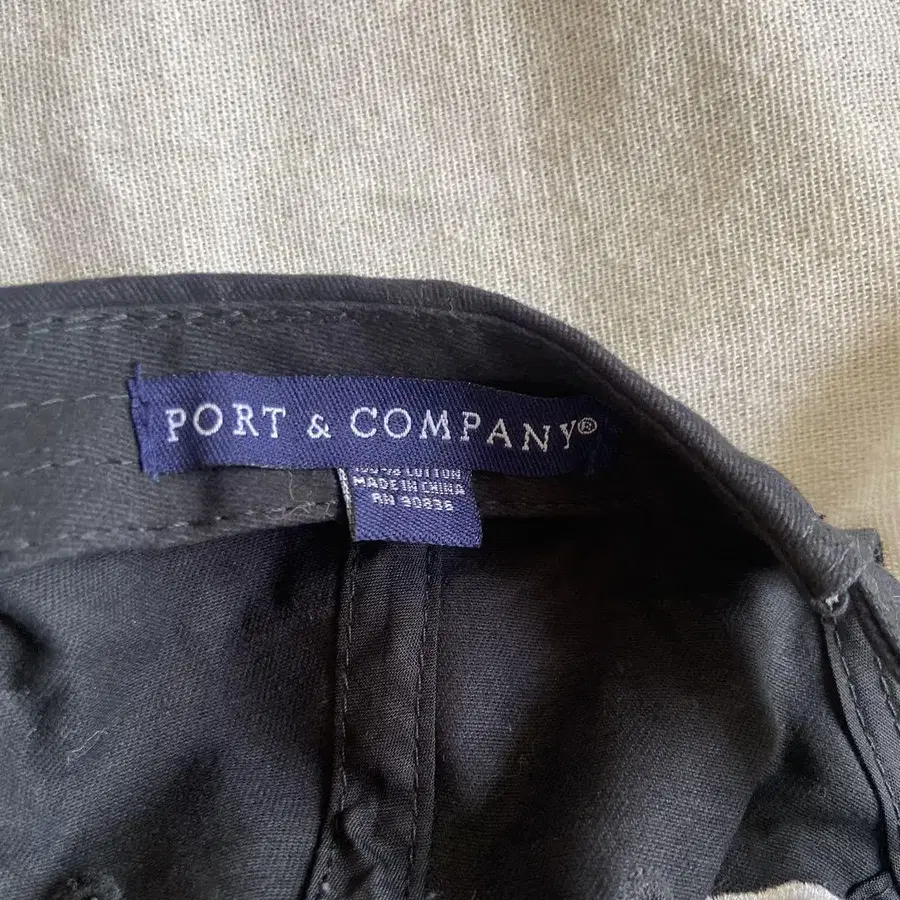 PORT & COMPANY®
100% COTTON
MADE IN CHINA
RN 90836